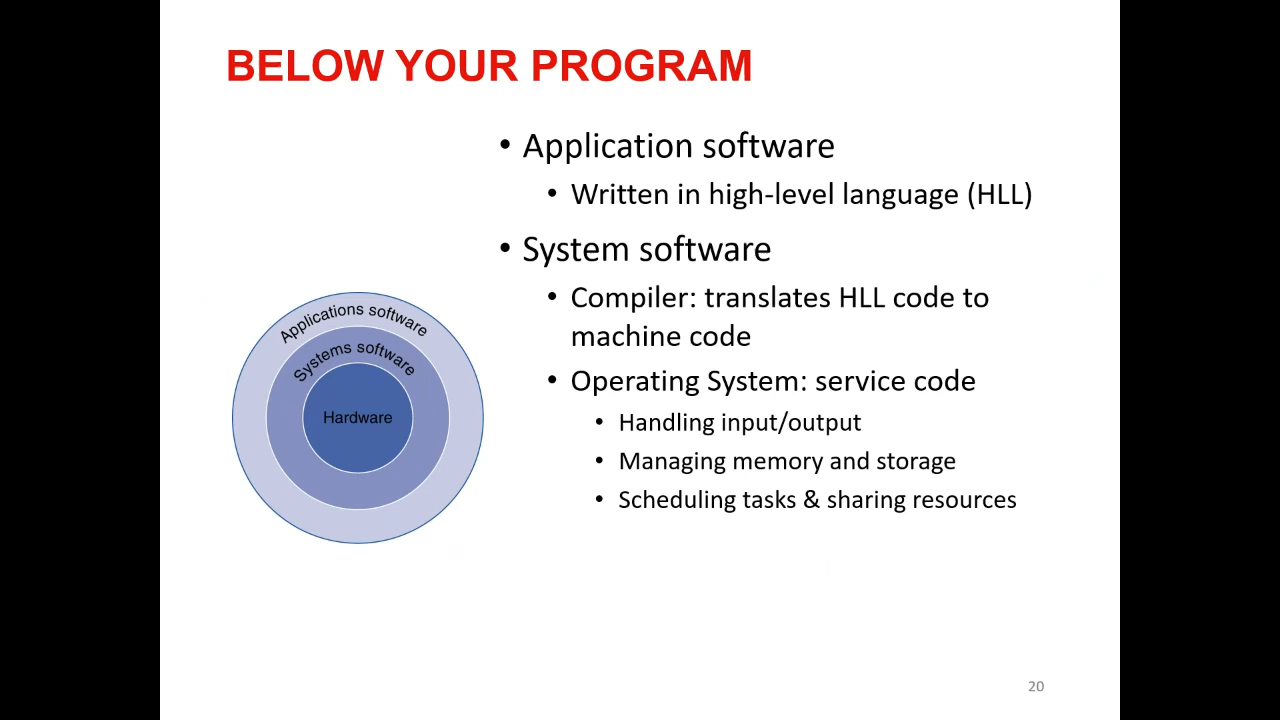 BELOW YOUR PROGRAM
• Application software
• Written in high-level language (HLL)
• System software
• Compiler: translates HLL code to
machine code
• Operating System: service code
• Handling input/output
• Managing memory and storage
• Scheduling tasks & sharing resources
Applications software
Systems software
Hardware
20